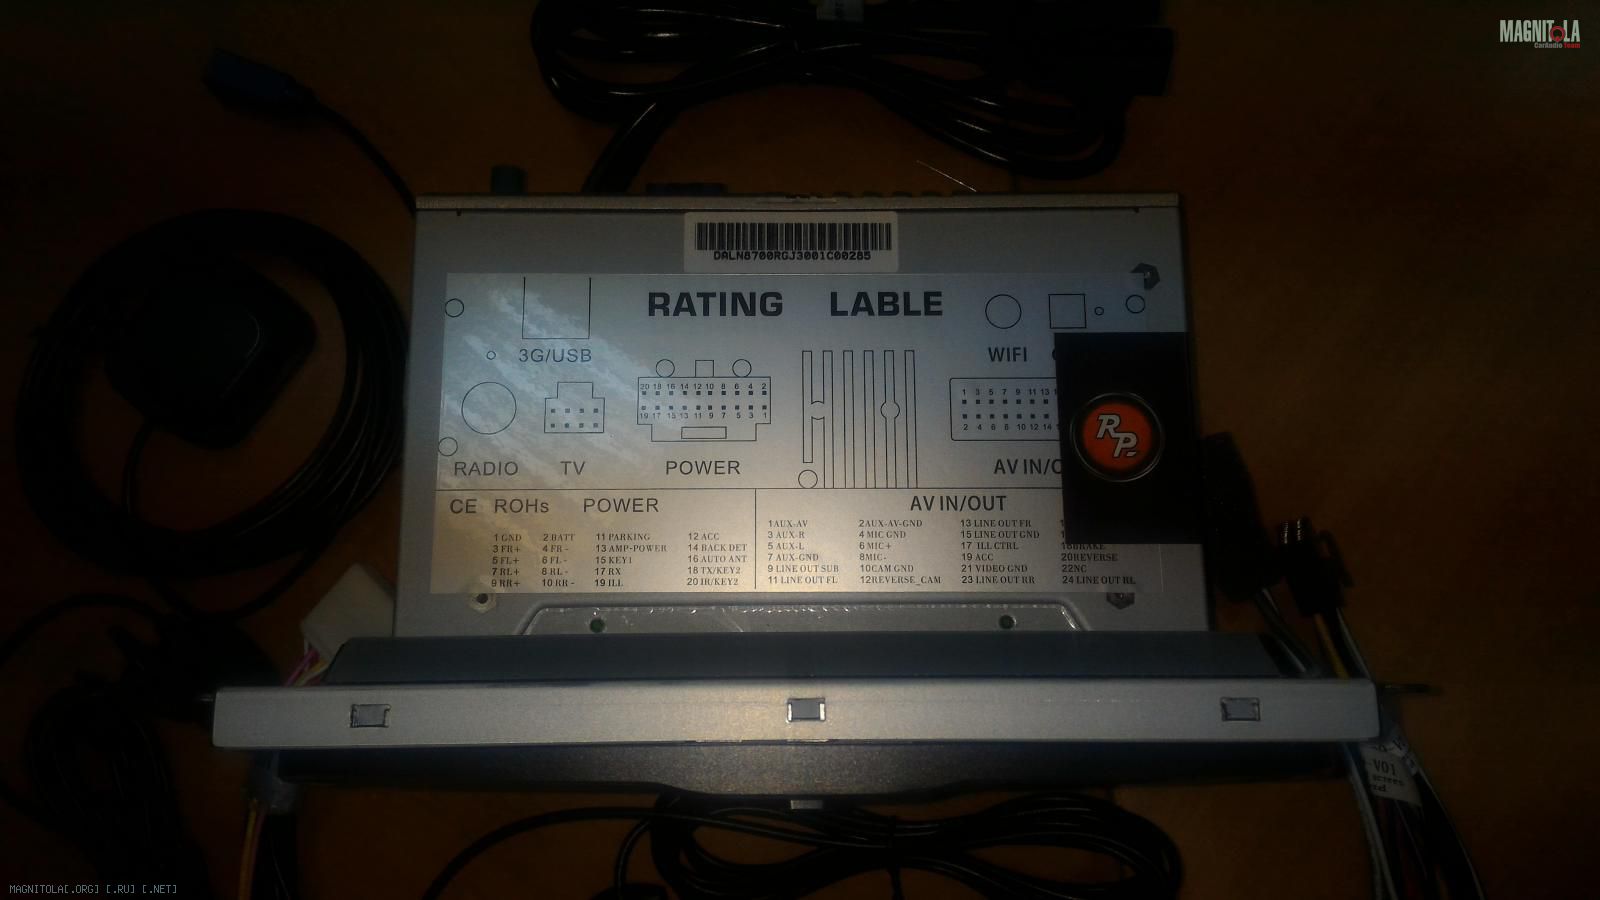 MAGNITOLA
CarAudio Team
DALN8700RGJ3001C00285
RATING LABLE
3G/USB
WIFI
20 18 16 14 12 10 8 6 4 2
19 17 15 13 11 9 7 5 3 1
1 3 5 7 9 11 13
2 4 6 8 10 12 14
RADIO TV POWER AV IN/O
RP.
CE ROHs POWER
1 GND 2 BATT 11 PARKING 12 ACC
3 FR+ 4 FR- 13 AMP-POWER 14 BACK DET
5 FL+ 6 FL- 15 KEY1 16 AUTO ANT
7 RL+ 8 RL- 17 RX 18 TX/KEY2
9 RR+ 10 RR- 19 ILL 20 IR/KEY2
AV IN/OUT
1AUX-AV 2AUX-AV-GND 13 LINE OUT FR
3 AUX-R 4 MIC GND 15 LINE OUT GND
5 AUX-L 6 MIC+ 17 ILL CTRL 18BRAKE
7 AUX-GND 8 MIC- 19 ACC 20REVERSE
9 LINE OUT SUB 10CAM GND 21 VIDEO GND 22NC
11 LINE OUT FL 12REVERSE_CAM 23 LINE OUT RR 24 LINE OUT RL
V01
screen
MAGNITOLA[.ORG] [.RU] [.NET]